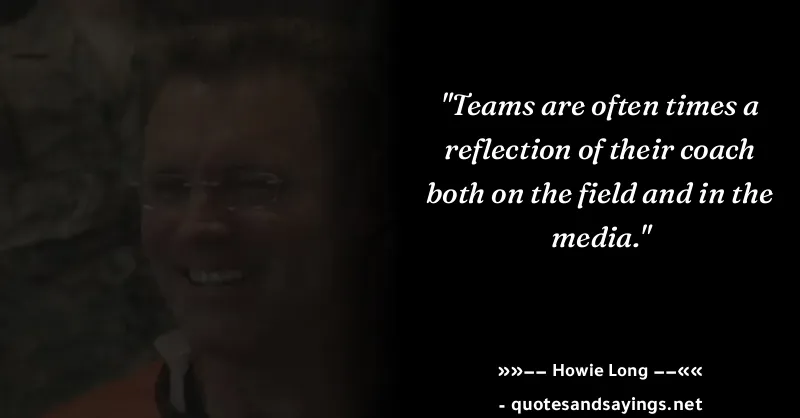 "Teams are often times a
reflection of their coach
both on the field and in the
media."
»»−− Howie Long −−««
- quotesandsayings.net